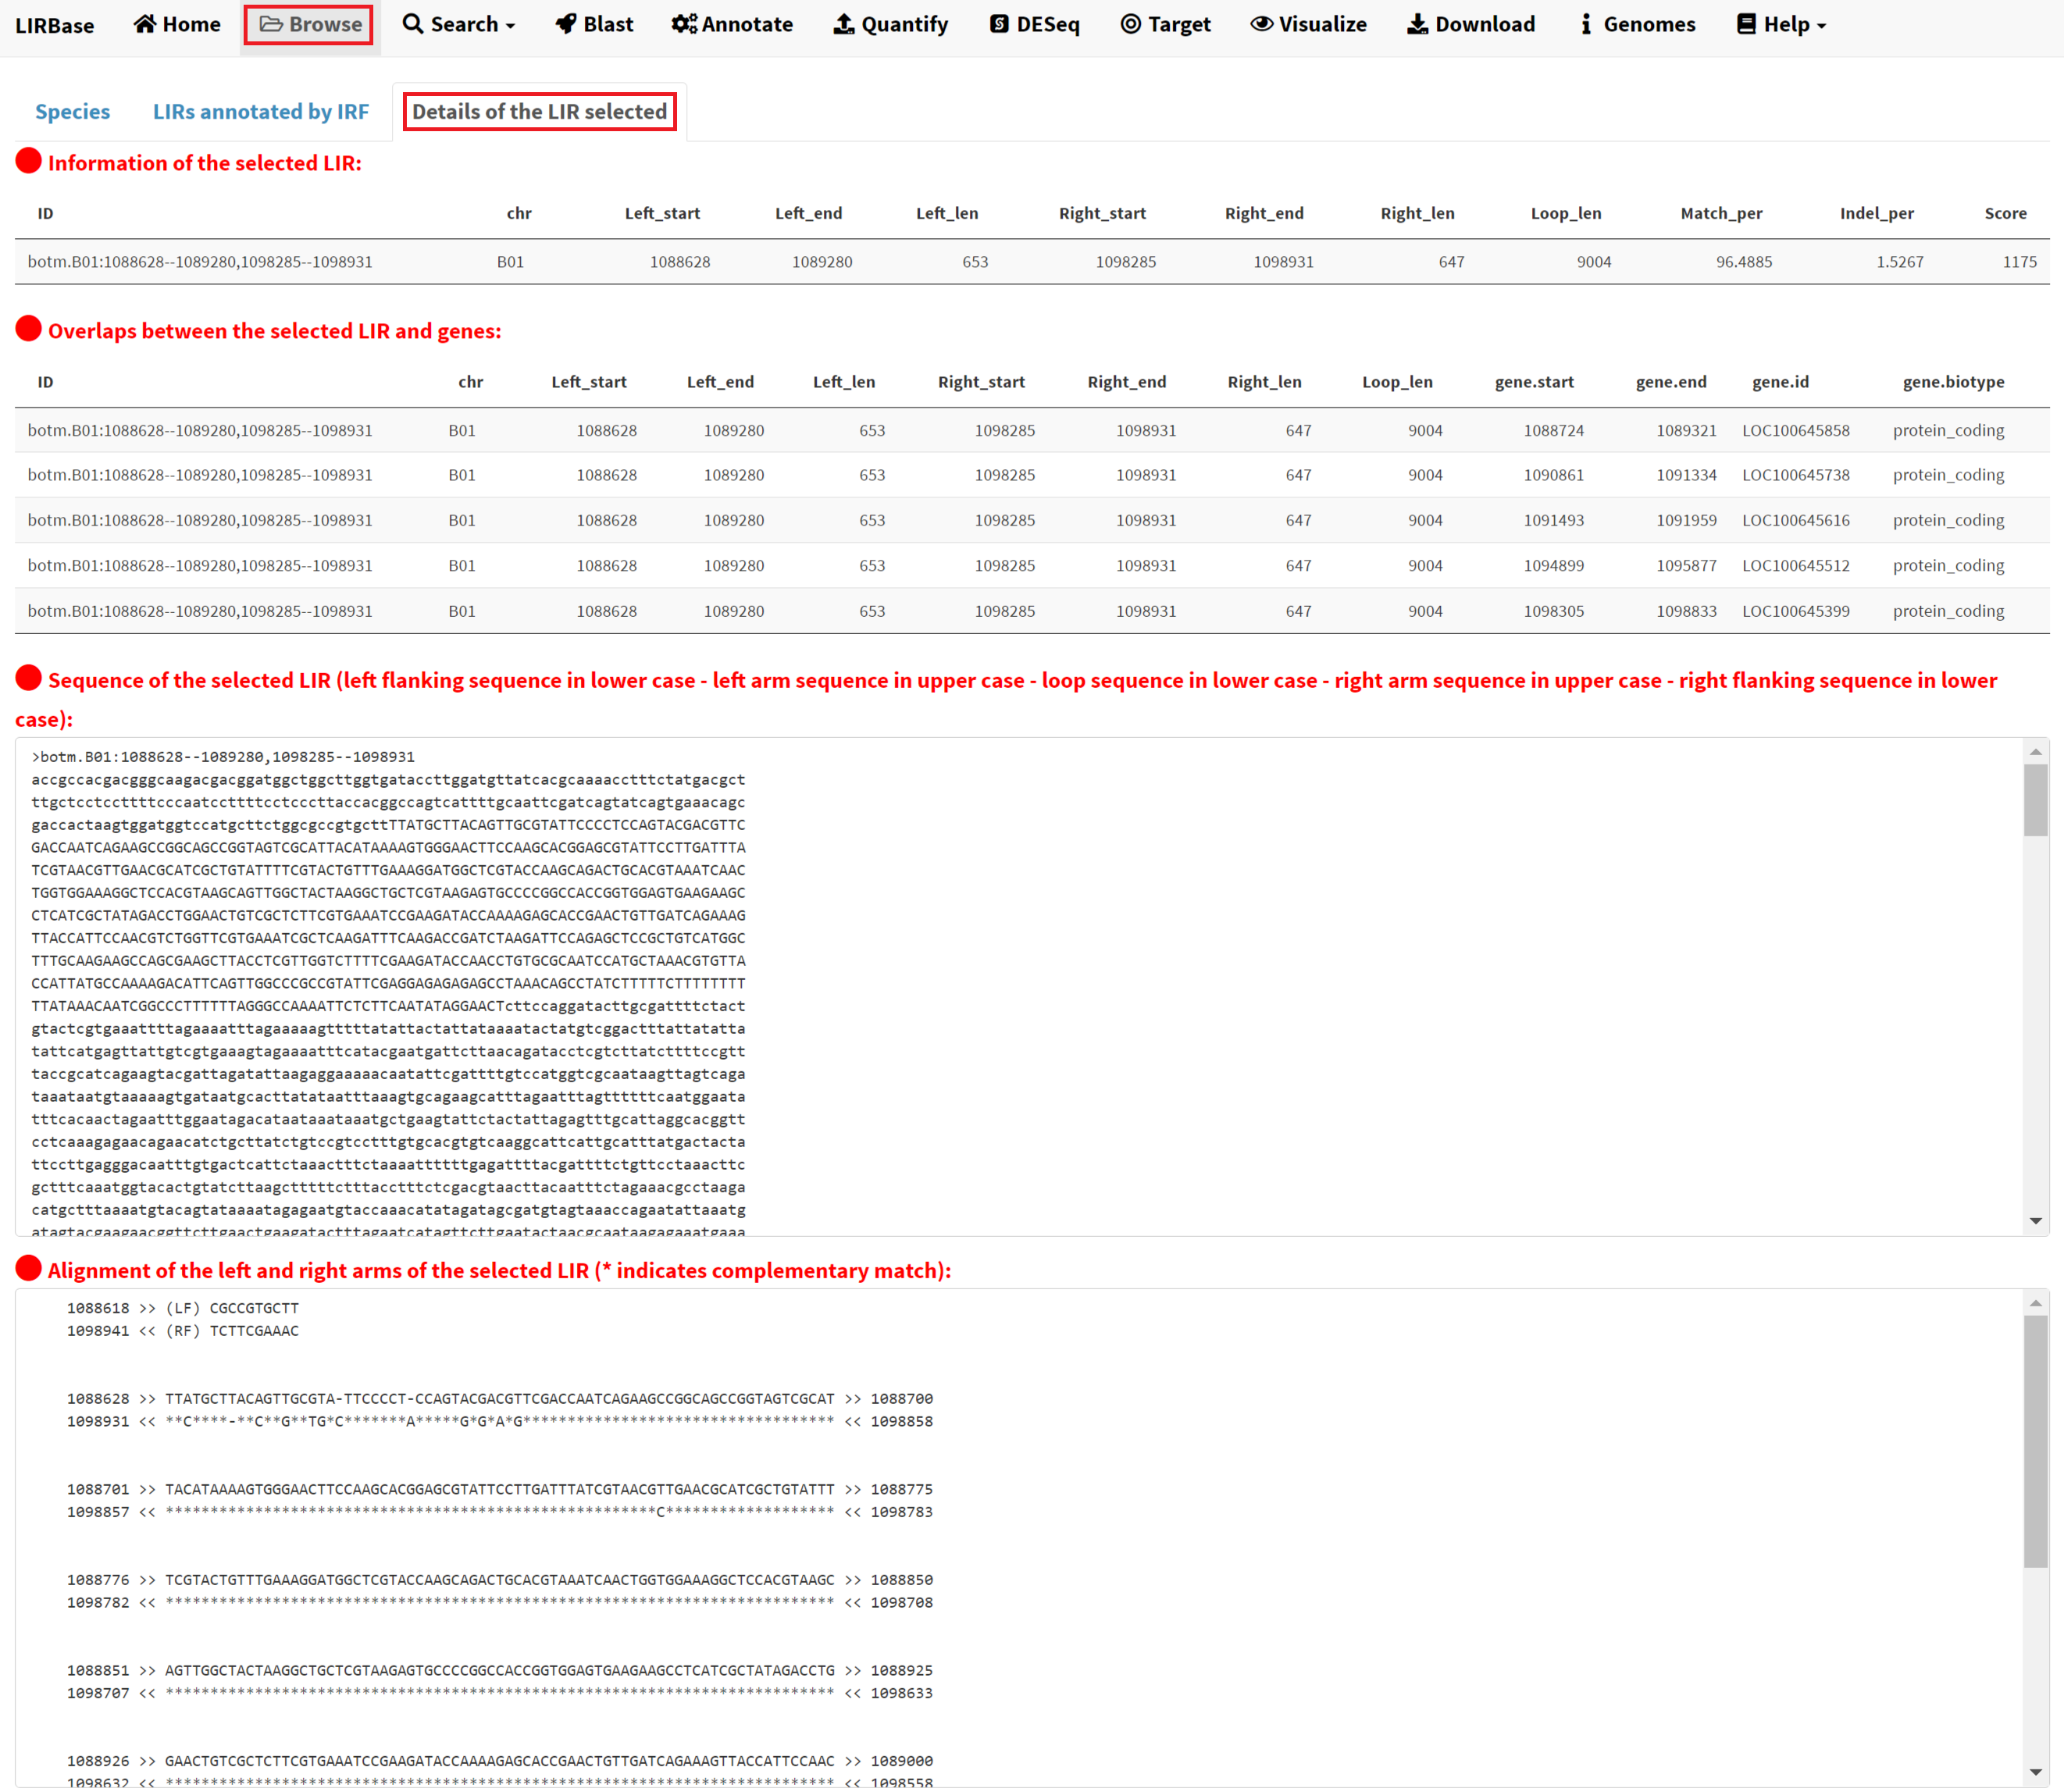 LIRBase Home Browse Search Blast Annotate Quantify DESeq Target Visualize Download Genomes Help
Species LIRs annotated by IRF Details of the LIR selected
Information of the selected LIR:
ID chr Left_start Left_end Left_len Right_start Right_end Right_len Loop_len Match_per Indel_per Score
botm.B01:1088628--1089280,1098285--1098931 B01 1088628 1089280 653 1098285 1098931 647 9004 96.4885 1.5267 1175
Overlaps between the selected LIR and genes:
ID chr Left_start Left_end Left_len Right_start Right_end Right_len Loop_len gene.start gene.end gene.id gene.biotype
botm.B01:1088628--1089280,1098285--1098931 B01 1088628 1089280 653 1098285 1098931 647 9004 1088724 1089321 LOC100645858 protein_coding
botm.B01:1088628--1089280,1098285--1098931 B01 1088628 1089280 653 1098285 1098931 647 9004 1090861 1091334 LOC100645738 protein_coding
botm.B01:1088628--1089280,1098285--1098931 B01 1088628 1089280 653 1098285 1098931 647 9004 1091493 1091959 LOC100645616 protein_coding
botm.B01:1088628--1089280,1098285--1098931 B01 1088628 1089280 653 1098285 1098931 647 9004 1094899 1095877 LOC100645512 protein_coding
botm.B01:1088628--1089280,1098285--1098931 B01 1088628 1089280 653 1098285 1098931 647 9004 1098305 1098833 LOC100645399 protein_coding
Sequence of the selected LIR (left flanking sequence in lower case - left arm sequence in upper case - loop sequence in lower case - right arm sequence in upper case - right flanking sequence in lower
case):
>botm.B01:1088628--1089280,1098285--1098931
accgccacgacgggcaagacgacggatggctggcttggtgataccttggatgttatcacgcaaaacctttctatgacgct
ttgctcctccttttcccaatccttttcctcccttaccacggccagtcattttgcaattcgatcagtatcagtgaaacagc
gaccactaagtggatggtccatgcttctggcgccgtgcttTTATGCTTACAGTTGCGTATTCCCCTCCAGTACGACGTTC
GACCAATCAGAAGCCGGCAGCCGGTAGTCGCATTACATAAAAGTGGGAACTTCCAAGCACGGAGCGTATTCCTTGATTTA
TCGTAACGTTGAACGCATCGCTGTATTTTCGTACTGTTTGAAAGGATGGCTCGTACCAAGCAGACTGCACGTAAATCAAC
TGGTGGAAAGGCTCCACGTAAGCAGTTGGCTACTAAGGCTGCTCGTAAGAGTGCCCCGGCCACCGGTGGAGTGAAGAAGC
CTCATCGCTATAGACCTGGAACTGTCGCTCTTCGTGAAATCCGAAGATACCAAAAGAGCACCGAACTGTTGATCAGAAAG
TTACCATTCCAACGTCTGGTTCGTGAAATCGCTCAAGATTTCAAGACCGATCTAAGATTCCAGAGCTCCGCTGTCATGGC
TTTGCAAGAAGCCAGCGAAGCTTACCTCGTTGGTCTTTTCGAAGATACCAACCTGTGCGCAATCCATGCTAAACGTGTTA
CCATTATGCCAAAAGACATTCAGTTGGCCCGCCGTATTCGAGGAGAGAGAGCCTAAACAGCCTATCTTTTTCTTTTTTTT
TTATAAACAATCGGCCCTTTTTTAGGGCCAAAATTCTCTTCAATATAGGAACTcttccaggatacttgcgattttctact
gtactcgtgaaattttagaaaatttagaaaaagtttttatattactattataaaatactatgtcggactttattatatta
tattcatgagttattgtcgtgaaagtagaaaatttcatacgaatgattcttaacagatacctcgtcttatcttttccgtt
taccgcatcagaagtacgattagatattaagaggaaaaacaatattcgattttgtccatggtcgcaataagttagtcaga
taaataatgtaaaaagtgataatgcacttatataatttaaagtgcagaagcatttagaatttagttttttcaatggaata
tttcacaactagaatttggaatagacataataaataaatgctgaagtattctactattagagtttgcattaggcacggtt
cctcaaagagaacagaacatctgcttatctgtccgtcctttgtgcacgtgtcaaggcattcattgcatttatgactacta
ttccttgagggacaatttgtgactcattctaaactttctaaaattttttgagattttacgattttctgttcctaaacttc
gctttcaaatggtacactgtatcttaagctttttctttacctttctcgacgtaacttacaatttctagaaacgcctaaga
catgctttaaaatgtacagtataaaatagagaatgtaccaaacatatagatagcgatgtagtaaaccagaatattaaatg
atagtacgaagaacggttcttgaactgaagatactttagaatcatagttcttgaatactaacgcaataagagaaatgaaa
Alignment of the left and right arms of the selected LIR (* indicates complementary match):
1088618 >> (LF) CGCCGTGCTT
1098941 << (RF) TCTTCGAAAC
1088628 >> TTATGCTTACAGTTGCGTA-TTCCCCT-CCAGTACGACGTTCGACCAATCAGAAGCCGGCAGCCGGTAGTCGCAT >> 1088700
1098931 << **C****-**C**G**TG*C*******A*****G*G*A*G*********************************** << 1098858
1088701 >> TACATAAAAGTGGGAACTTCCAAGCACGGAGCGTATTCCTTGATTTATCGTAACGTTGAACGCATCGCTGTATTT >> 1088775
1098857 << *******************************************************C******************* << 1098783
1088776 >> TCGTACTGTTTGAAAGGATGGCTCGTACCAAGCAGACTGCACGTAAATCAACTGGTGGAAAGGCTCCACGTAAGC >> 1088850
1098782 << *************************************************************************** << 1098708
1088851 >> AGTTGGCTACTAAGGCTGCTCGTAAGAGTGCCCCGGCCACCGGTGGAGTGAAGAAGCCTCATCGCTATAGACCTG >> 1088925
1098707 << *************************************************************************** << 1098633
1088926 >> GAACTGTCGCTCTTCGTGAAATCCGAAGATACCAAAAGAGCACCGAACTGTTGATCAGAAAGTTACCATTCCAAC >> 1089000
1098632 << *************************************************************************** << 1098558